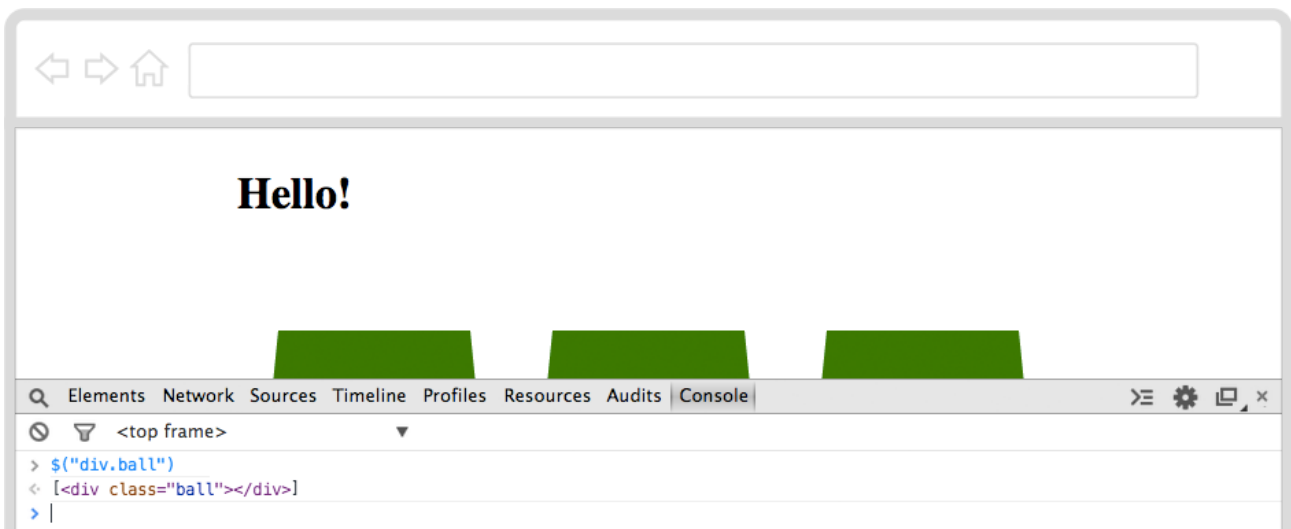 Hello!
Elements Network Sources Timeline Profiles Resources Audits Console
<top frame>
$("div.ball")
[<div class="ball"></div>]